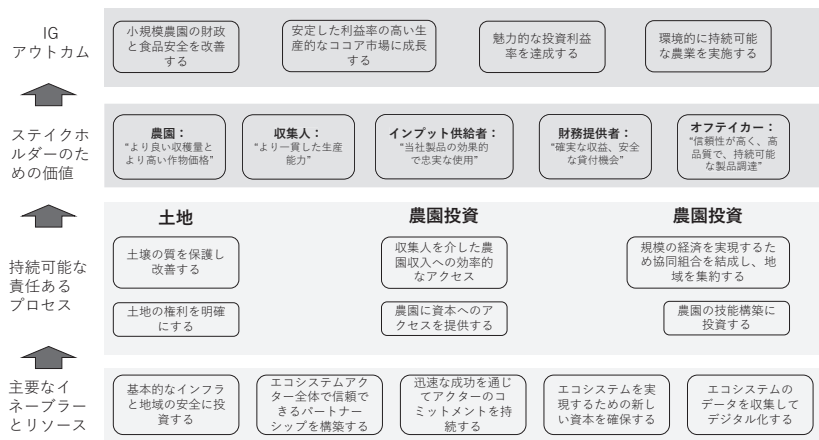 IG
アウトカム
小規模農園の財政
と食品安全を改善
する
安定した利益率の高い生
産的なココア市場に成長
する
魅力的な投資利益
率を達成する
環境的に持続可能
な農業を実施する
ステイクホ
ルダーのた
めの価値
農園：
“より良い収穫量と
より高い作物価格”
収集人：
“より一貫した生産
能力”
インプット供給者：
“当社製品の効果的
で忠実な使用”
財務提供者：
“確実な収益、安全
な貸付機会”
オフテイカー：
“信頼性が高く、高
品質で、持続可能
な製品調達”
持続可能な
責任ある
プロセス
土地
土壌の質を保護し
改善する
土地の権利を明確
にする
農園投資
収集人を介した農
園収入への効率的
なアクセス
農園に資本へのア
クセスを提供する
農園投資
規模の経済を実現するた
め協同組合を結成し、地
域を集約する
農園の技能構築に
投資する
主要なイ
ネーブラー
とリソース
基本的なインフラ
と地域の安全に投
資する
エコシステムアク
ター全体で信頼で
きるパートナー
シップを構築する
迅速な成功を通じ
てアクターのコ
ミットメントを持
続する
エコシステムを実
現するための新し
い資本を確保する
エコシステムの
データを収集して
デジタル化する